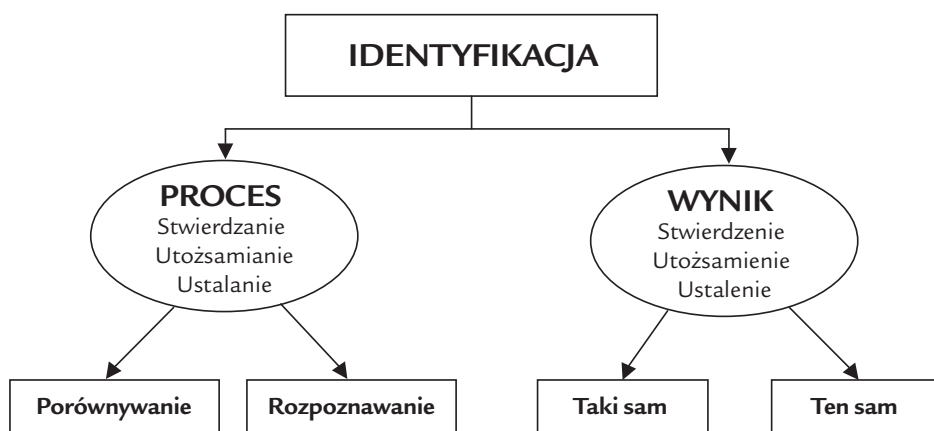 IDENTYFIKACJA
PROCES
Stwierdzanie
Utożsamianie
Ustalanie
WYNIK
Stwierdzenie
Utożsamienie
Ustalenie
Porównywanie
Rozpoznawanie
Taki sam
Ten sam